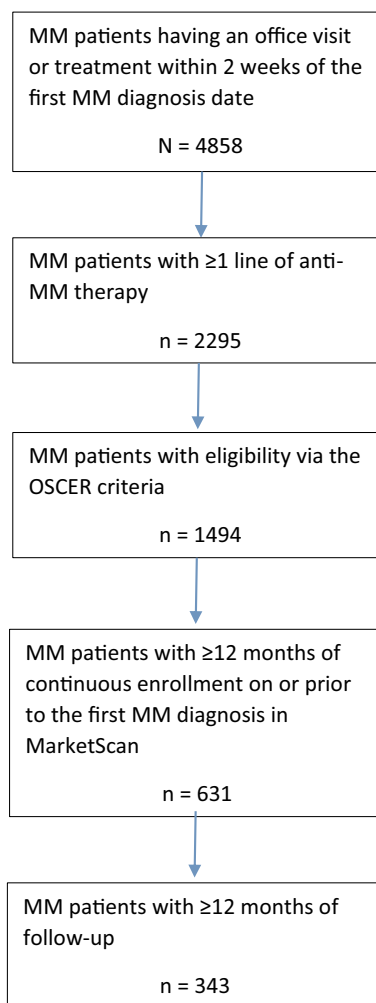 MM patients having an office visit
or treatment within 2 weeks of the
first MM diagnosis date
N = 4858
MM patients with ≥1 line of anti-
MM therapy
n = 2295
MM patients with eligibility via the
OSCER criteria
n = 1494
MM patients with ≥12 months of
continuous enrollment on or prior
to the first MM diagnosis in
MarketScan
n = 631
MM patients with ≥12 months of
follow-up
n = 343